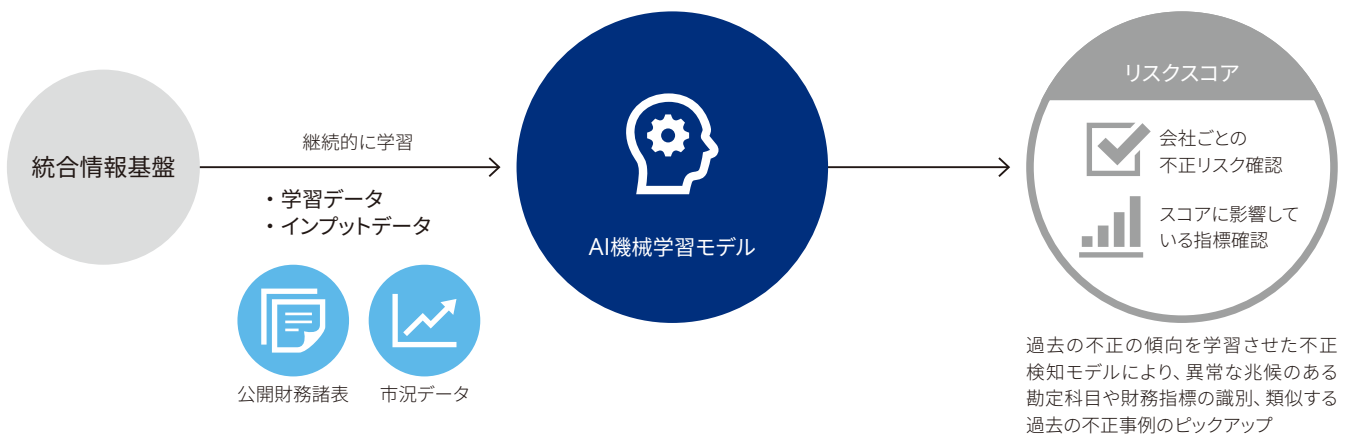 統合情報基盤
継続的に学習
・学習データ
・インプットデータ
公開財務諸表
市況データ
AI機械学習モデル
リスクスコア
会社ごとの
不正リスク確認
スコアに影響して
いる指標確認
過去の不正の傾向を学習させた不正
検知モデルにより、異常な兆候のある
勘定科目や財務指標の識別、類似する
過去の不正事例のピックアップ